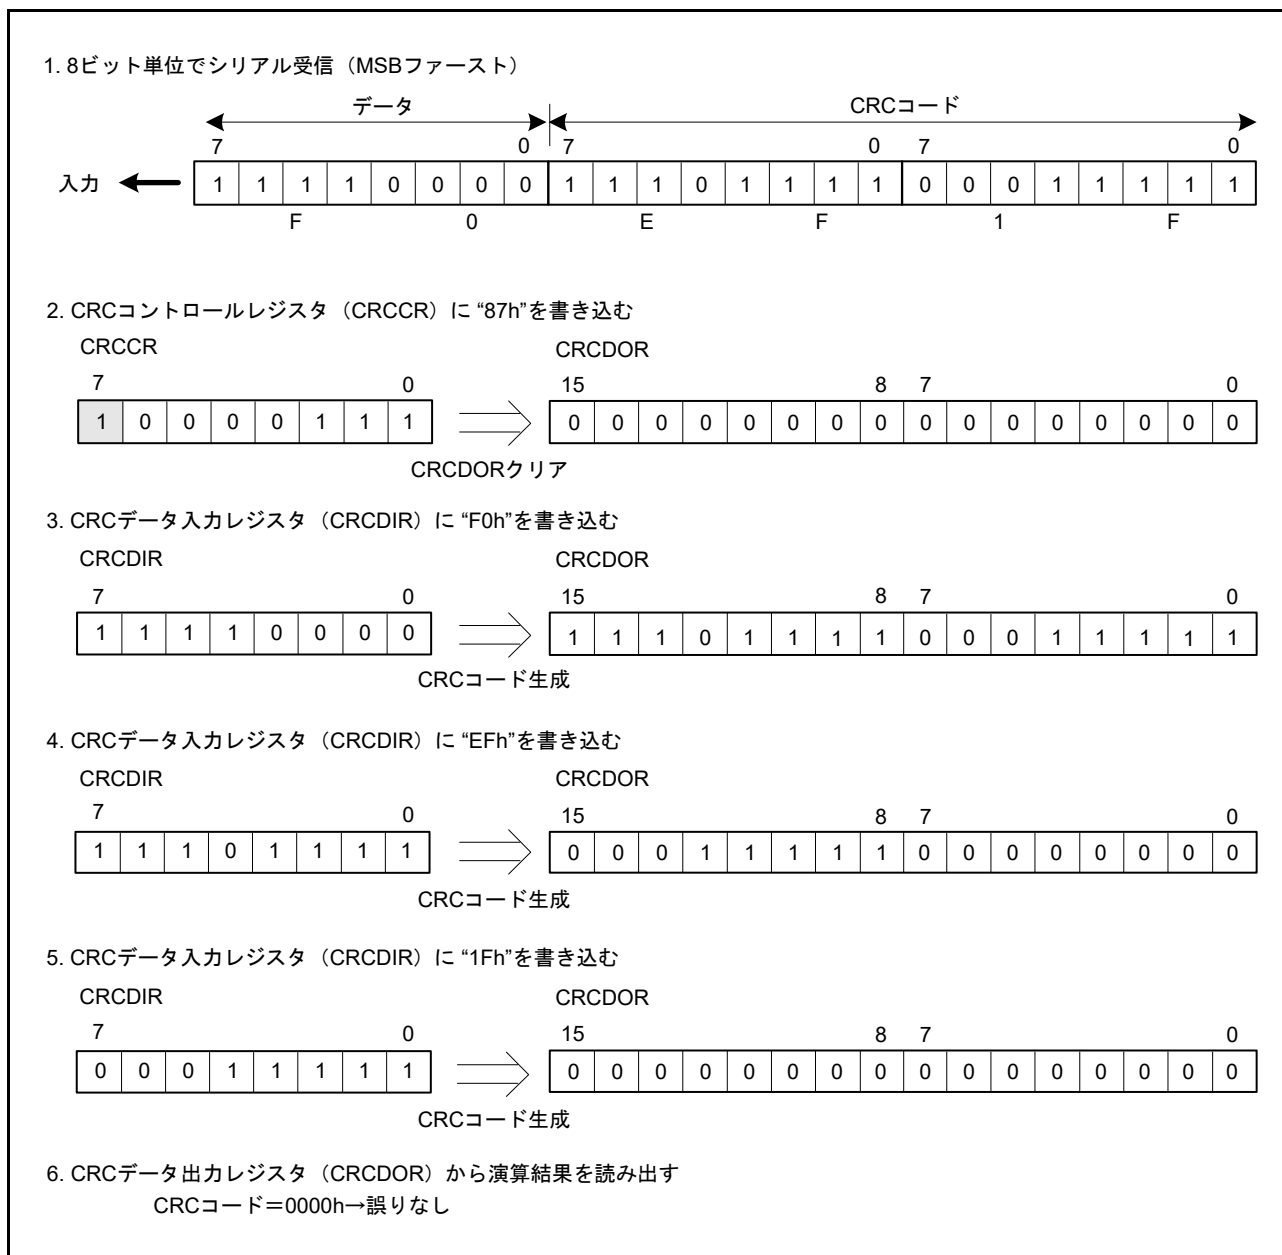 1. 8ビット単位でシリアル受信（MSBファースト）
データ CRCコード
7 0 7 0 7 0
入力 1 1 1 1 0 0 0 0 1 1 1 0 1 1 1 1 0 0 0 1 1 1 1 1
F 0 E F 1 F
2. CRCコントロールレジスタ（CRCCR）に “87h”を書き込む
CRCCR CRCDOR
7 0 15 8 7 0
1 0 0 0 0 1 1 1 0 0 0 0 0 0 0 0 0 0 0 0 0 0 0 0
CRCDORクリア
3. CRCデータ入力レジスタ（CRCDIR）に “F0h”を書き込む
CRCDIR CRCDOR
7 0 15 8 7 0
1 1 1 1 0 0 0 0 1 1 1 0 1 1 1 1 0 0 0 1 1 1 1 1
CRCコード生成
4. CRCデータ入力レジスタ（CRCDIR）に “EFh”を書き込む
CRCDIR CRCDOR
7 0 15 8 7 0
1 1 1 0 1 1 1 1 0 0 0 1 1 1 1 1 0 0 0 0 0 0 0 0
CRCコード生成
5. CRCデータ入力レジスタ（CRCDIR）に “1Fh”を書き込む
CRCDIR CRCDOR
7 0 15 8 7 0
0 0 0 1 1 1 1 1 0 0 0 0 0 0 0 0 0 0 0 0 0 0 0 0
CRCコード生成
6. CRCデータ出力レジスタ（CRCDOR）から演算結果を読み出す
CRCコード＝0000h→誤りなし